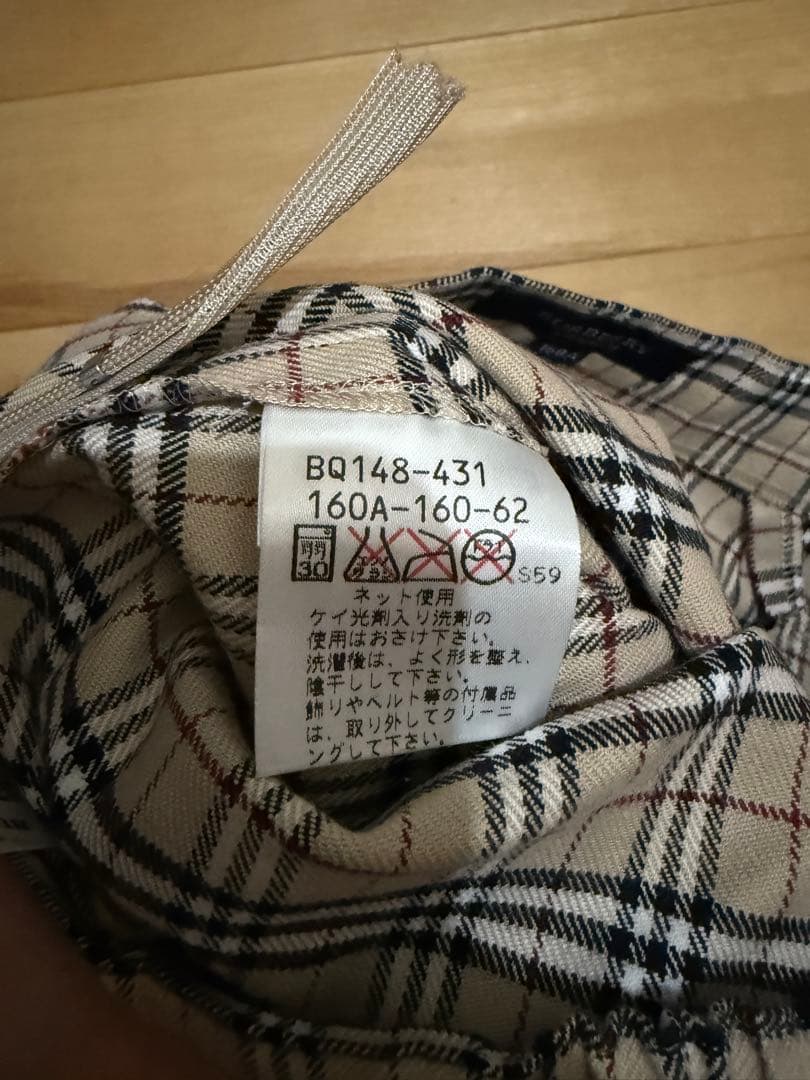 BQ148-431
160A-160-62
30
S59
ネット使用
ケイ光剤入り洗剤の
使用はおさけ下さい。
洗濯後は、よく形を整え、
陰干しして下さい。
飾りやベルト等の付属品
は、取り外してクリーニ
ングして下さい。